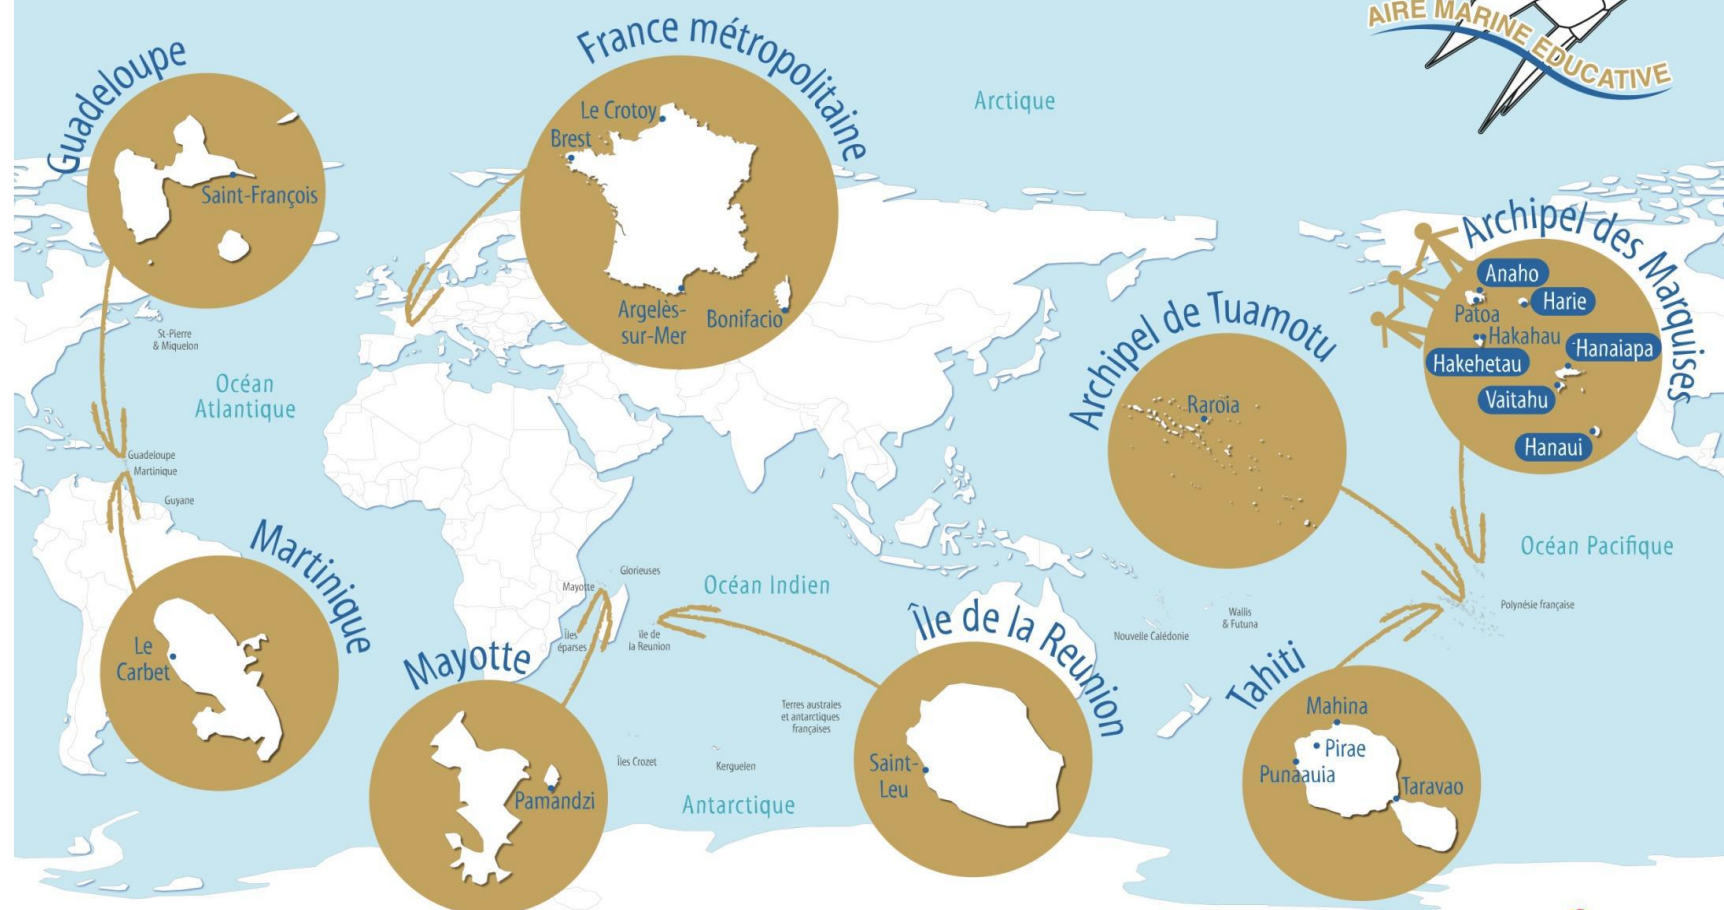 AIRE MARINE EDUCATIVE
Guadeloupe
Saint-François
France métropolitaine
Le Crotoy
Brest
Argelès-
sur-Mer
Bonifacio
Arctique
Archipel des Marquises
Anaho
Harie
Patoa
Hakahau
Hanaiapa
Hakehetau
Vaitahu
Hanaui
Archipel de Tuamotu
Raroia
St-Pierre
& Miquelon
Océan
Atlantique
Guadeloupe
Martinique
Guyane
Martinique
Le
Carbet
Mayotte
Pamandzi
Glorieuses
Mayotte
Îles
éparses
île de
la Reunion
Océan Indien
Île de la Reunion
Saint-
Leu
Terres australes
et antarctiques
françaises
Îles Crozet
Kerguelen
Antarctique
Océan Pacifique
Polynésie française
Wallis
& Futuna
Nouvelle Calédonie
Tahiti
Mahina
Pirae
Punaauia
Taravao